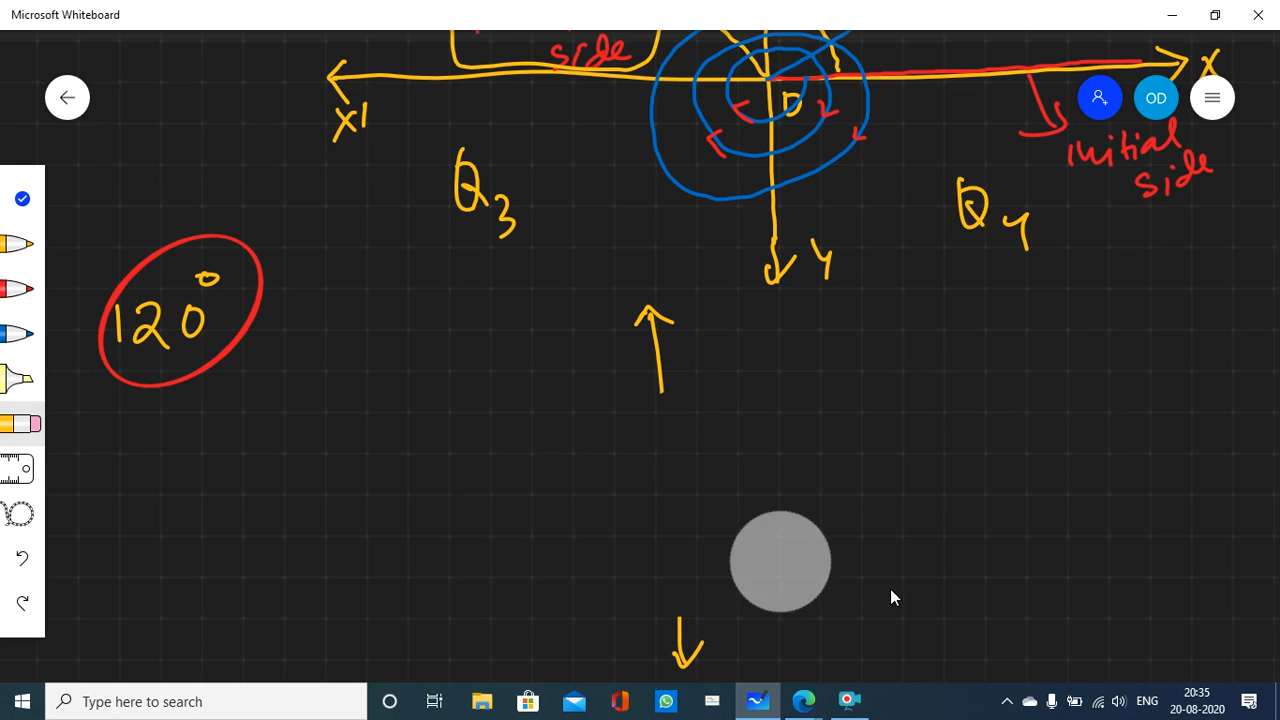 Microsoft Whiteboard
side
X
X1
O
OD
initial
side
Q3
Q4
Y
120°
Type here to search
ENG
20:35
20-08-2020